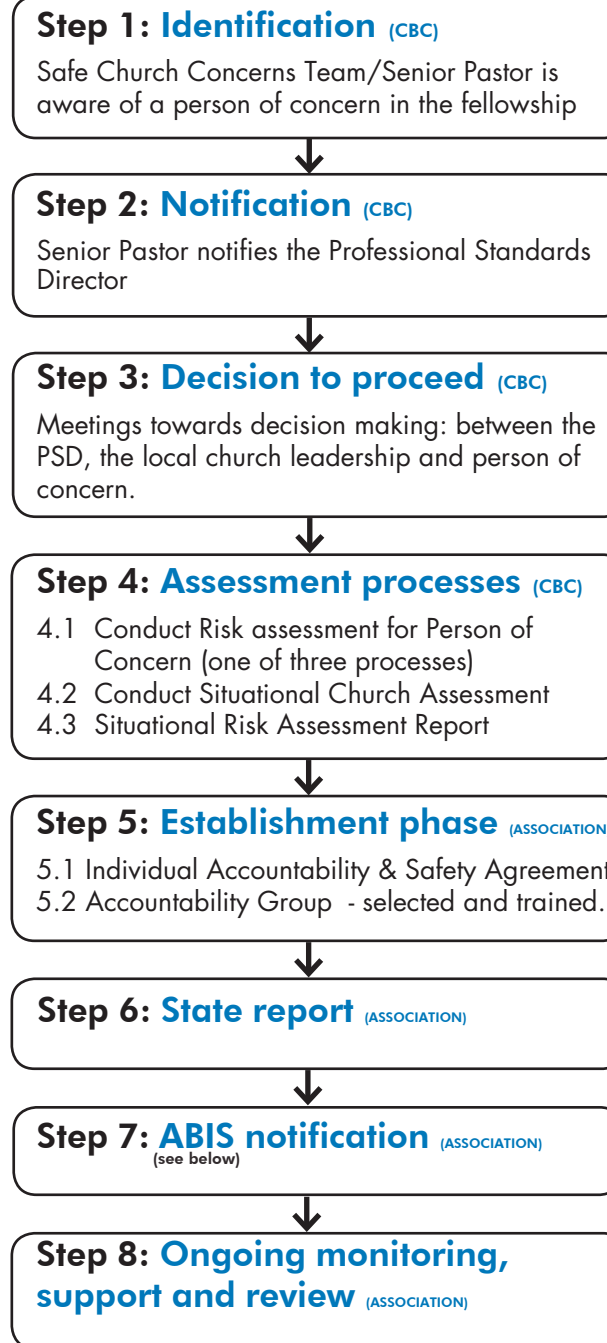 Step 1: Identification (CBC)
Safe Church Concerns Team/Senior Pastor is
aware of a person of concern in the fellowship
Step 2: Notification (CBC)
Senior Pastor notifies the Professional Standards
Director
Step 3: Decision to proceed (CBC)
Meetings towards decision making: between the
PSD, the local church leadership and person of
concern.
Step 4: Assessment processes (CBC)
4.1 Conduct Risk assessment for Person of
Concern (one of three processes)
4.2 Conduct Situational Church Assessment
4.3 Situational Risk Assessment Report
Step 5: Establishment phase (ASSOCIATION
5.1 Individual Accountability & Safety Agreement
5.2 Accountability Group - selected and trained.
Step 6: State report (ASSOCIATION)
Step 7: ABIS notification (ASSOCIATION)
(see below)
Step 8: Ongoing monitoring,
support and review (ASSOCIATION)